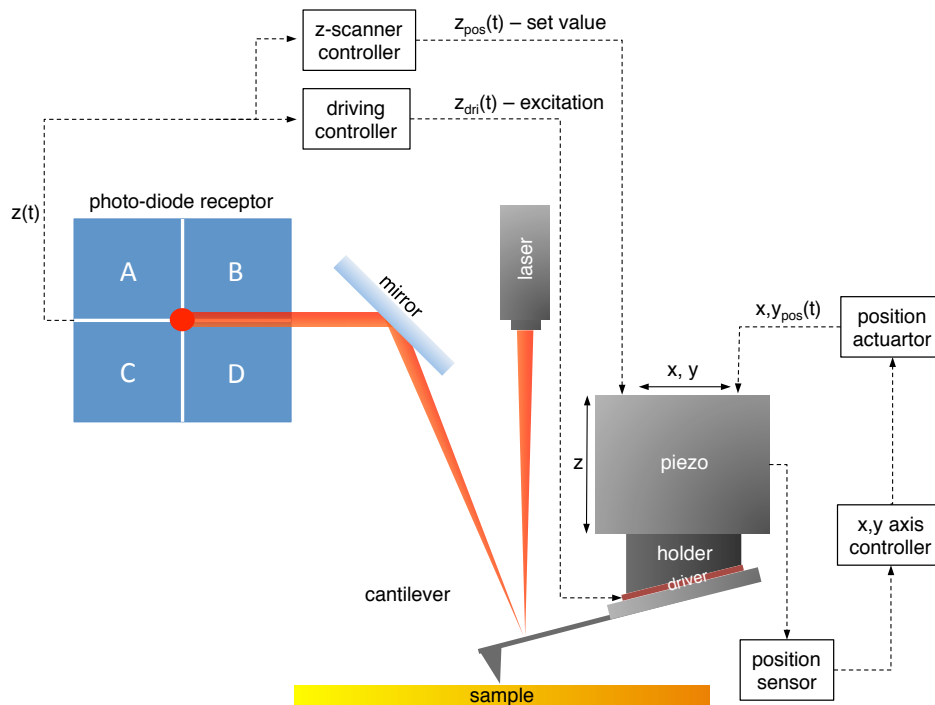 z-scanner
controller
z_pos(t) – set value
driving
controller
z_dri(t) – excitation
photo-diode receptor
z(t)
A
B
C
D
mirror
laser
x,y_pos(t)
position
actuartor
x, y
z
piezo
x,y axis
controller
holder
driver
cantilever
position
sensor
sample